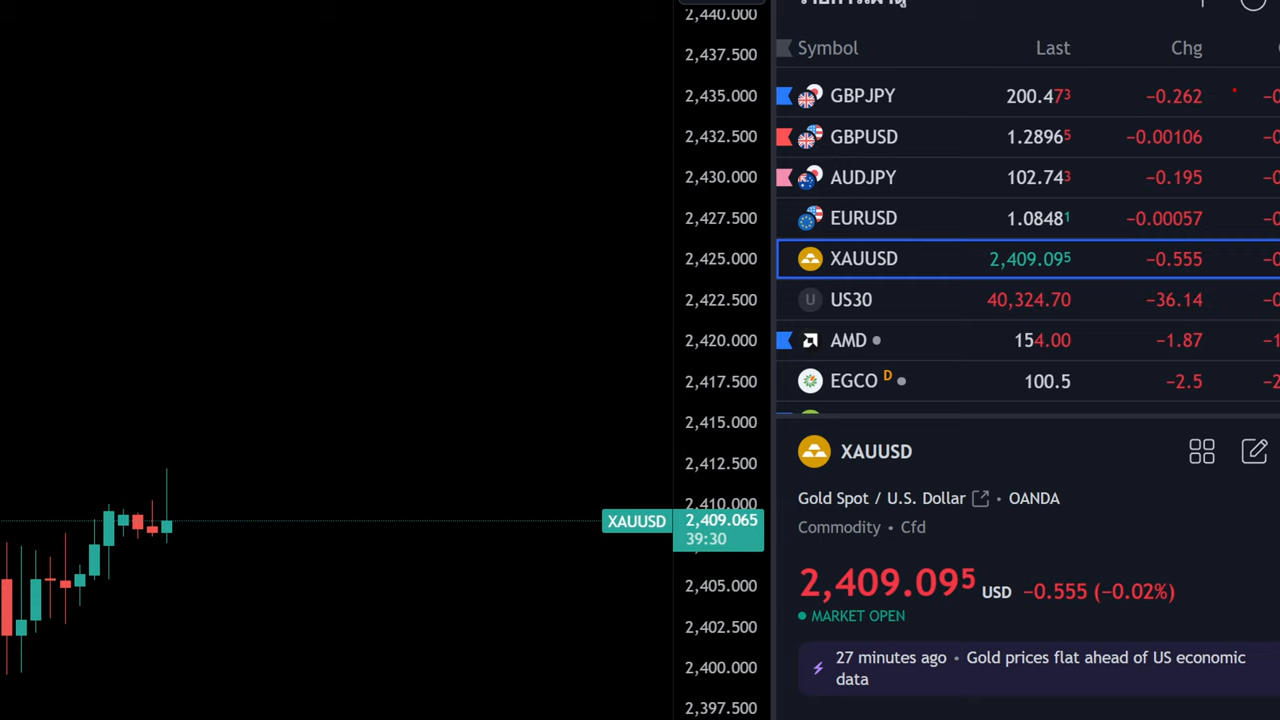 2,440.000
2,437.500
2,435.000
2,432.500
2,430.000
2,427.500
2,425.000
2,422.500
2,420.000
2,417.500
2,415.000
2,412.500
2,410.000
XAUUSD 2,409.065
39:30
2,405.000
2,402.500
2,400.000
2,397.500
Symbol Last Chg
GBPJPY 200.473 −0.262
GBPUSD 1.28965 −0.00106
AUDJPY 102.743 −0.195
EURUSD 1.08481 −0.00057
XAUUSD 2,409.095 −0.555
U US30 40,324.70 −36.14
AMD 154.00 −1.87
EGCO D 100.5 −2.5
XAUUSD
Gold Spot / U.S. Dollar • OANDA
Commodity • Cfd
2,409.095 USD −0.555 (−0.02%)
MARKET OPEN
27 minutes ago • Gold prices flat ahead of US economic
data